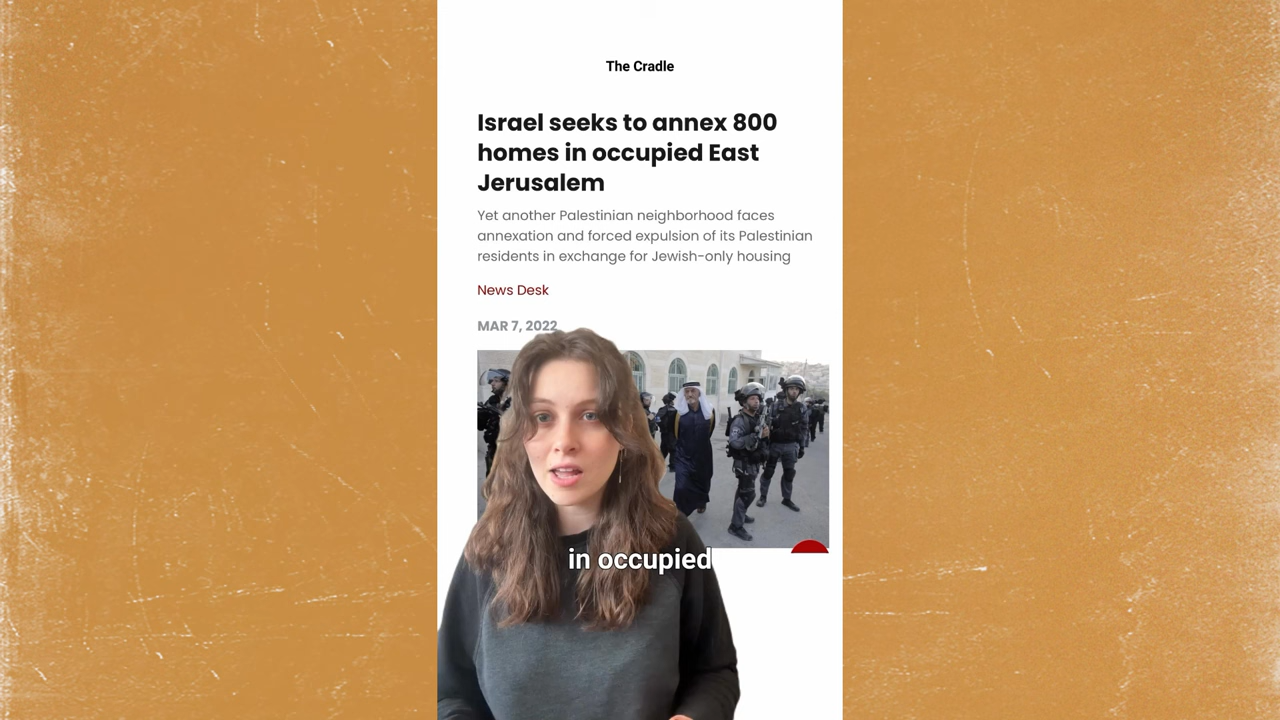 The Cradle
Israel seeks to annex 800
homes in occupied East
Jerusalem
Yet another Palestinian neighborhood faces
annexation and forced expulsion of its Palestinian
residents in exchange for Jewish-only housing
News Desk
MAR 7, 2022
in occupied